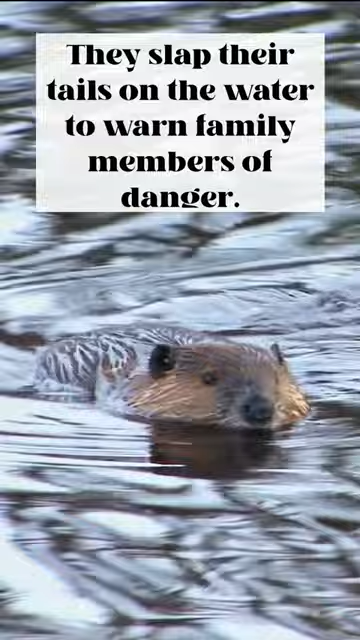 They slap their
tails on the water
to warn family
members of
danger.